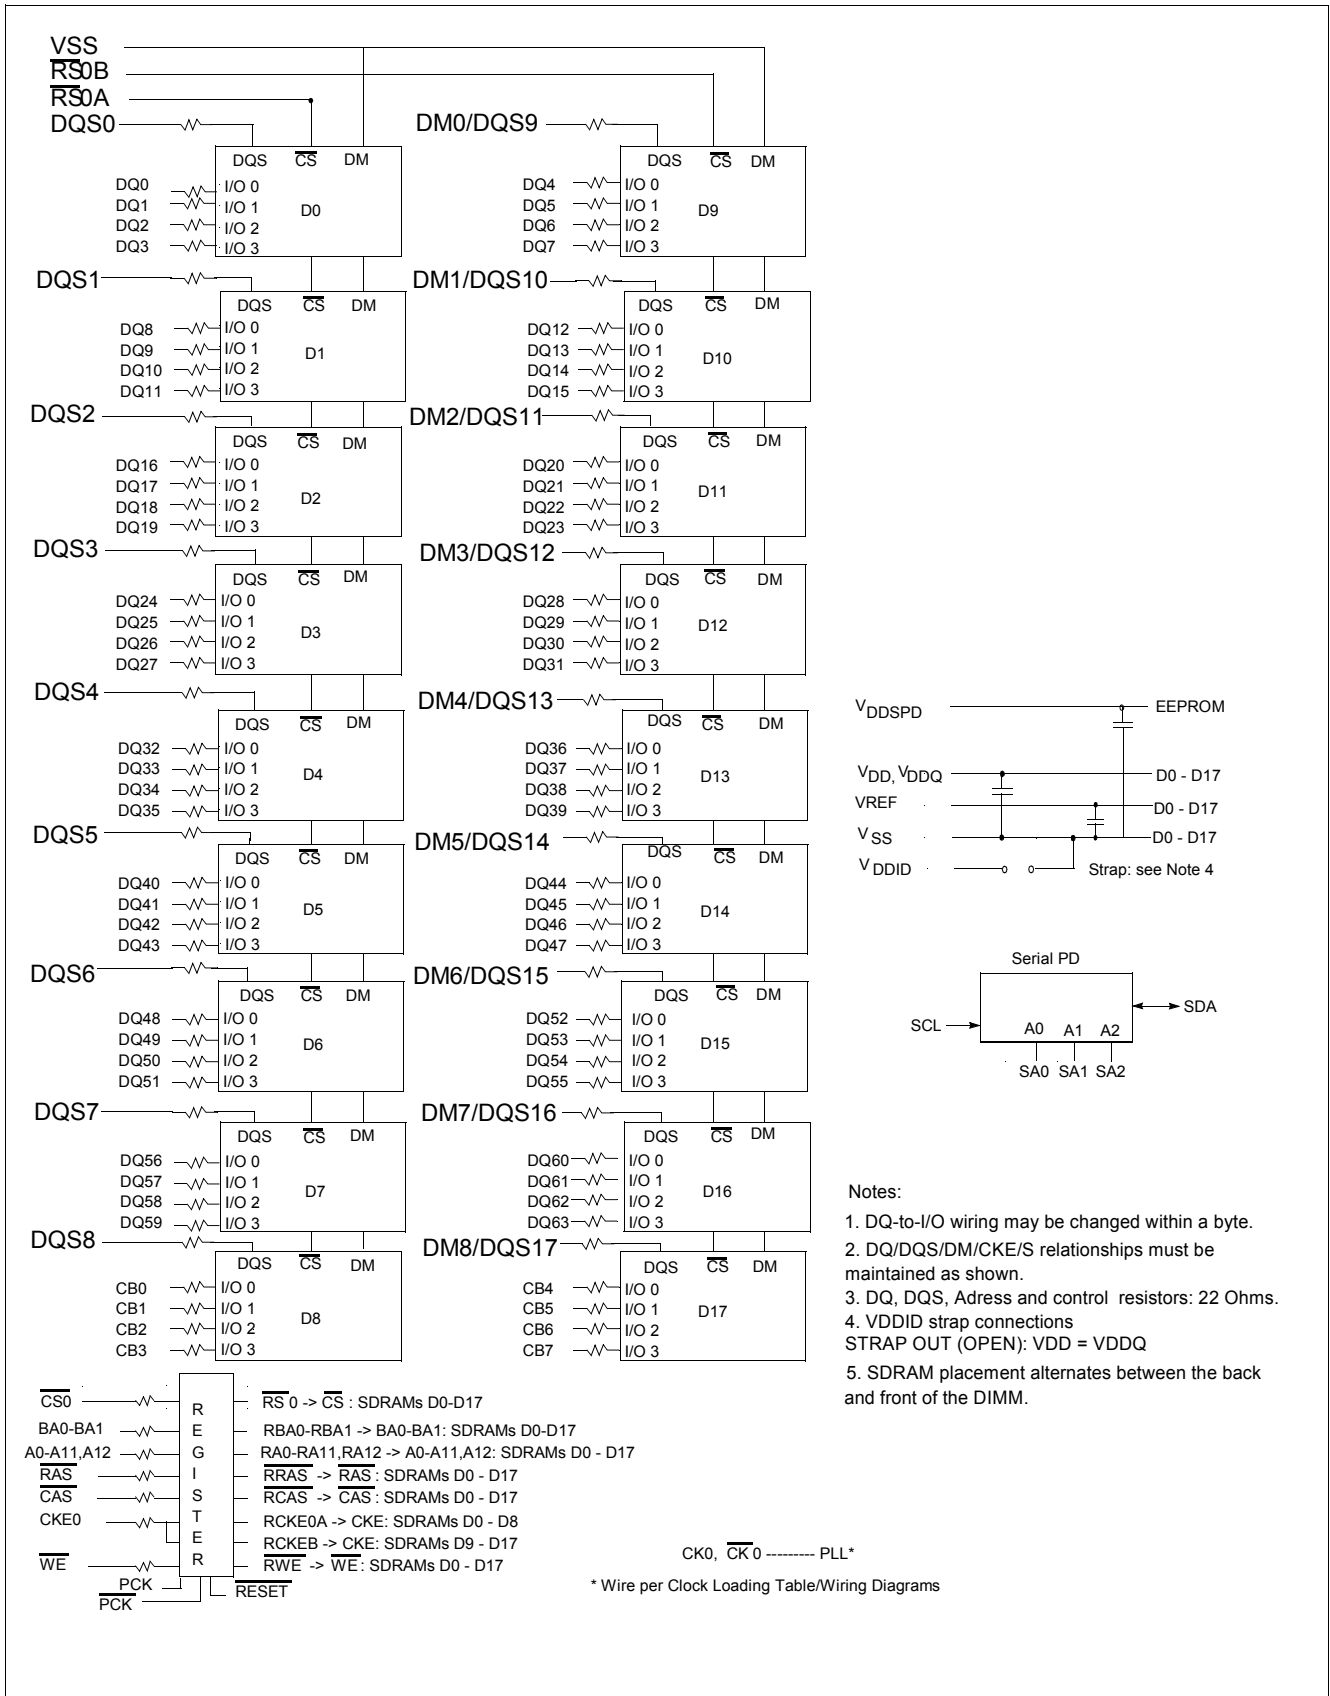 VSS
RS0B
RS0A
DQS0
DQS CS DM
DQ0 I/O 0
DQ1 I/O 1
DQ2 I/O 2
DQ3 I/O 3
D0
DM0/DQS9
DQS CS DM
DQ4 I/O 0
DQ5 I/O 1
DQ6 I/O 2
DQ7 I/O 3
D9
DQS1
DQS CS DM
DQ8 I/O 0
DQ9 I/O 1
DQ10 I/O 2
DQ11 I/O 3
D1
DM1/DQS10
DQS CS DM
DQ12 I/O 0
DQ13 I/O 1
DQ14 I/O 2
DQ15 I/O 3
D10
DQS2
DQS CS DM
DQ16 I/O 0
DQ17 I/O 1
DQ18 I/O 2
DQ19 I/O 3
D2
DM2/DQS11
DQS CS DM
DQ20 I/O 0
DQ21 I/O 1
DQ22 I/O 2
DQ23 I/O 3
D11
DQS3
DQS CS DM
DQ24 I/O 0
DQ25 I/O 1
DQ26 I/O 2
DQ27 I/O 3
D3
DM3/DQS12
DQS CS DM
DQ28 I/O 0
DQ29 I/O 1
DQ30 I/O 2
DQ31 I/O 3
D12
DQS4
DQS CS DM
DQ32 I/O 0
DQ33 I/O 1
DQ34 I/O 2
DQ35 I/O 3
D4
DM4/DQS13
DQS CS DM
DQ36 I/O 0
DQ37 I/O 1
DQ38 I/O 2
DQ39 I/O 3
D13
DQS5
DQS CS DM
DQ40 I/O 0
DQ41 I/O 1
DQ42 I/O 2
DQ43 I/O 3
D5
DM5/DQS14
DQS CS DM
DQ44 I/O 0
DQ45 I/O 1
DQ46 I/O 2
DQ47 I/O 3
D14
DQS6
DQS CS DM
DQ48 I/O 0
DQ49 I/O 1
DQ50 I/O 2
DQ51 I/O 3
D6
DM6/DQS15
DQS CS DM
DQ52 I/O 0
DQ53 I/O 1
DQ54 I/O 2
DQ55 I/O 3
D15
DQS7
DQS CS DM
DQ56 I/O 0
DQ57 I/O 1
DQ58 I/O 2
DQ59 I/O 3
D7
DM7/DQS16
DQS CS DM
DQ60 I/O 0
DQ61 I/O 1
DQ62 I/O 2
DQ63 I/O 3
D16
DQS8
DQS CS DM
CB0 I/O 0
CB1 I/O 1
CB2 I/O 2
CB3 I/O 3
D8
DM8/DQS17
DQS CS DM
CB4 I/O 0
CB5 I/O 1
CB6 I/O 2
CB7 I/O 3
D17
VDDSPD EEPROM
VDD, VDDQ D0 - D17
VREF D0 - D17
VSS D0 - D17
VDDID Strap: see Note 4
Serial PD
SCL SDA
A0 A1 A2
SA0 SA1 SA2
Notes:
1. DQ-to-I/O wiring may be changed within a byte.
2. DQ/DQS/DM/CKE/S relationships must be
maintained as shown.
3. DQ, DQS, Adress and control resistors: 22 Ohms.
4. VDDID strap connections
STRAP OUT (OPEN): VDD = VDDQ
5. SDRAM placement alternates between the back
and front of the DIMM.
REGISTER
CS0 RS 0 -> CS : SDRAMs D0-D17
BA0-BA1 RBA0-RBA1 -> BA0-BA1: SDRAMs D0-D17
A0-A11,A12 RA0-RA11,RA12 -> A0-A11,A12: SDRAMs D0 - D17
RAS RRAS -> RAS : SDRAMs D0 - D17
CAS RCAS -> CAS : SDRAMs D0 - D17
CKE0 RCKE0A -> CKE: SDRAMs D0 - D8
RCKEB -> CKE: SDRAMs D9 - D17
WE RWE -> WE : SDRAMs D0 - D17
PCK
PCK
RESET
CK0, CK 0 --------- PLL*
* Wire per Clock Loading Table/Wiring Diagrams